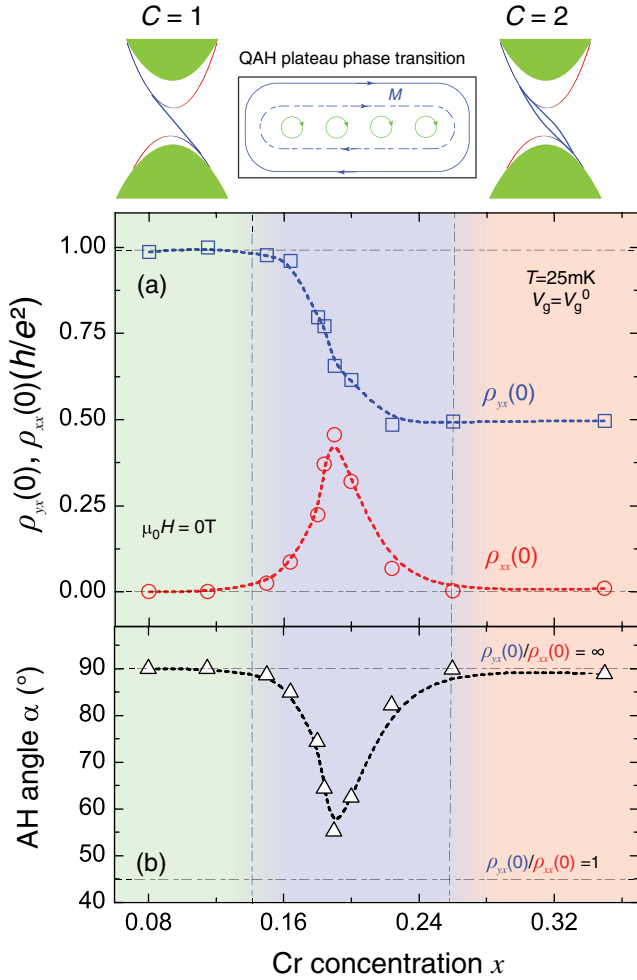 C = 1
C = 2
QAH plateau phase transition
M
1.00
0.75
0.50
0.25
0.00
ρyx(0), ρxx(0)(h/e²)
(a)
T=25mK
Vg=Vg⁰
ρyx(0)
μ₀H = 0T
ρxx(0)
90
80
70
60
50
40
AH angle α (°)
ρyx(0)/ρxx(0) = ∞
(b)
ρyx(0)/ρxx(0) =1
0.08
0.16
0.24
0.32
Cr concentration x